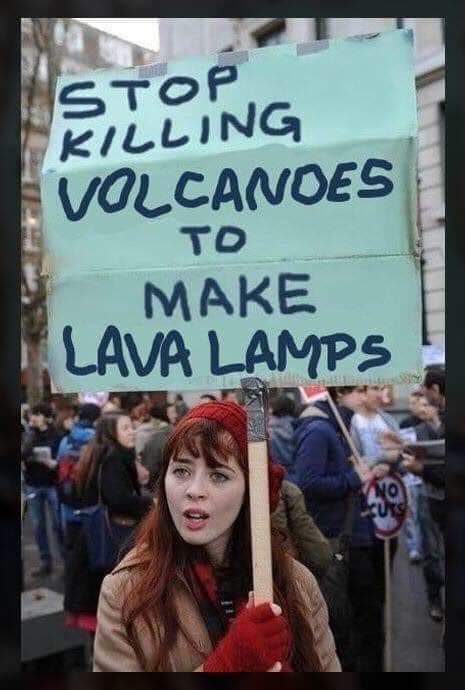 STOP
KILLING
VOLCANOES
TO
MAKE
LAVA LAMPS
NO
CUTS